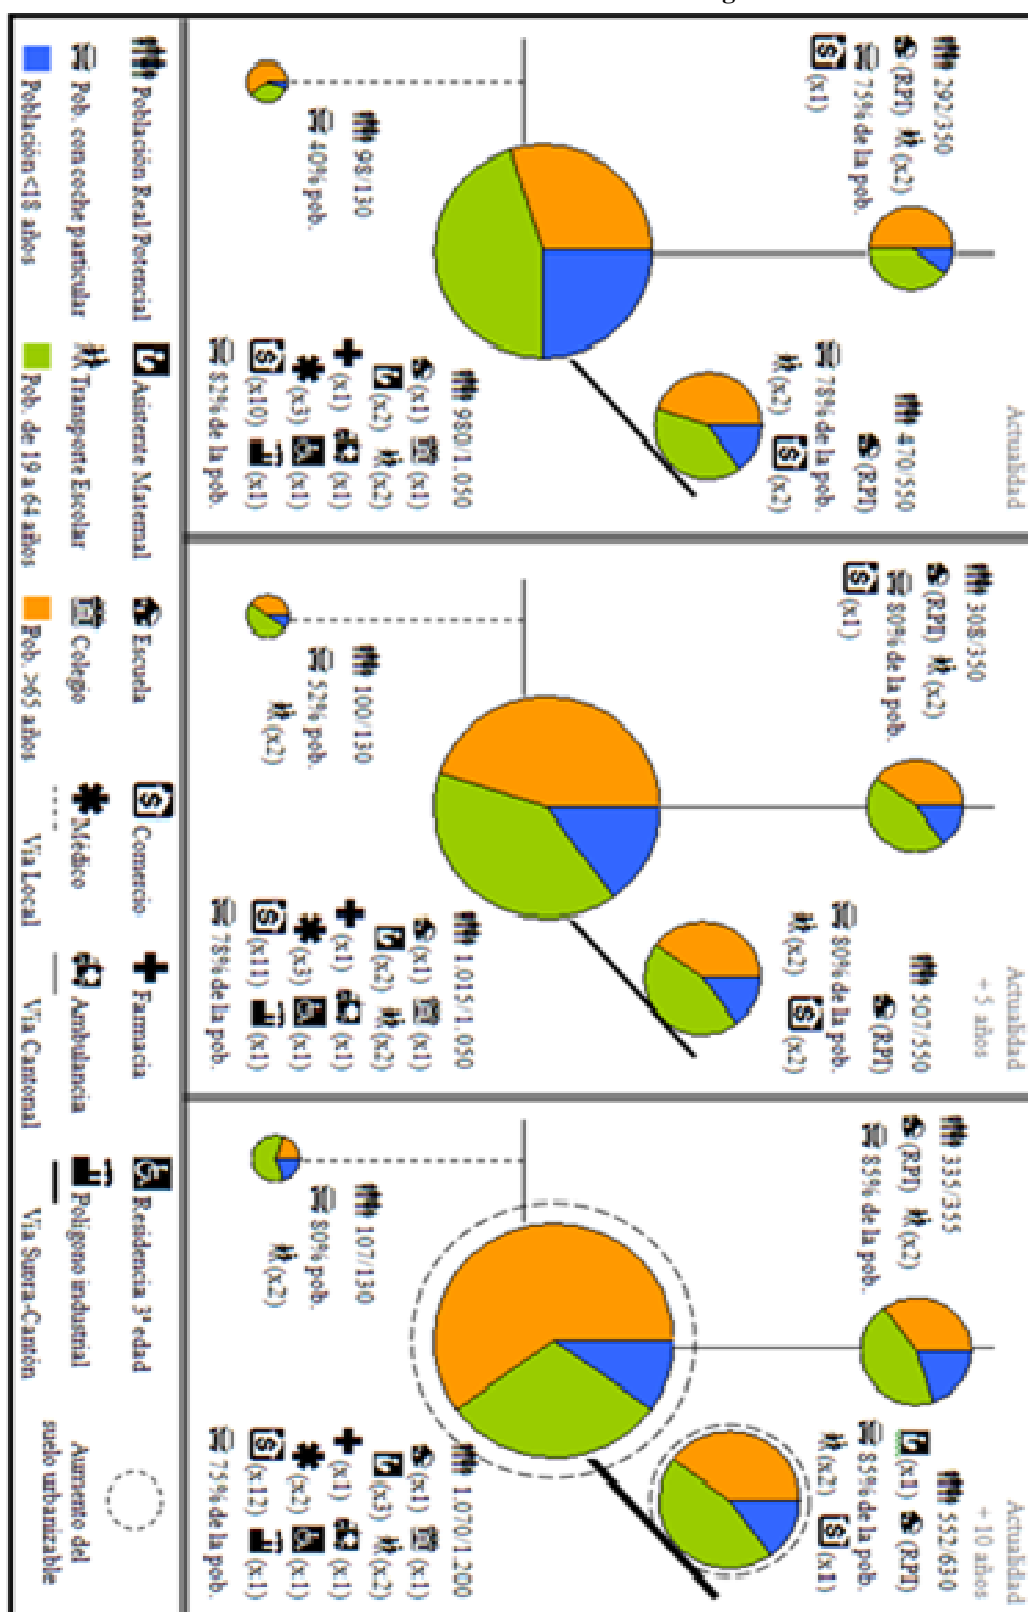 Actualidad
292/350
(RPI) (x2)
75% de la pob.
(x1)
470/550
(RPI)
78% de la pob.
(x2) (x2)
98/130
40% pob.
980/1.050
(x1) (x1)
(x2) (x2)
(x1) (x1)
(x3) (x1)
(x10) (x1)
82% de la pob.
Actualidad
+ 5 años
308/350
(RPI) (x2)
80% de la pob.
(x1)
507/550
(RPI)
80% de la pob.
(x2) (x2)
100/130
52% pob.
(x2)
1.015/1.050
(x1) (x1)
(x2) (x2)
(x1) (x1)
(x3) (x1)
(x11) (x1)
78% de la pob.
Actualidad
+ 10 años
335/355
(RPI) (x2)
85% de la pob.
552/630
(x1) (RPI)
85% de la pob.
(x2) (x1)
107/130
80% pob.
(x2)
1.070/1.200
(x1) (x1)
(x3) (x2)
(x1) (x1)
(x2) (x1)
(x12) (x1)
75% de la pob.
Población Real/Potencial Asitente Maternal Escuela Comercio Farmacia Residencia 3ª edad
Pob. con coche particular Transporte Escolar Colegio Médico Ambulancia Polígono industrial
Población <18 años Pob. de 19 a 64 años Pob. >65 años Vía Local Vía Cantonal Vía Supra-Cantón
Aumento del
suelo urbanizable